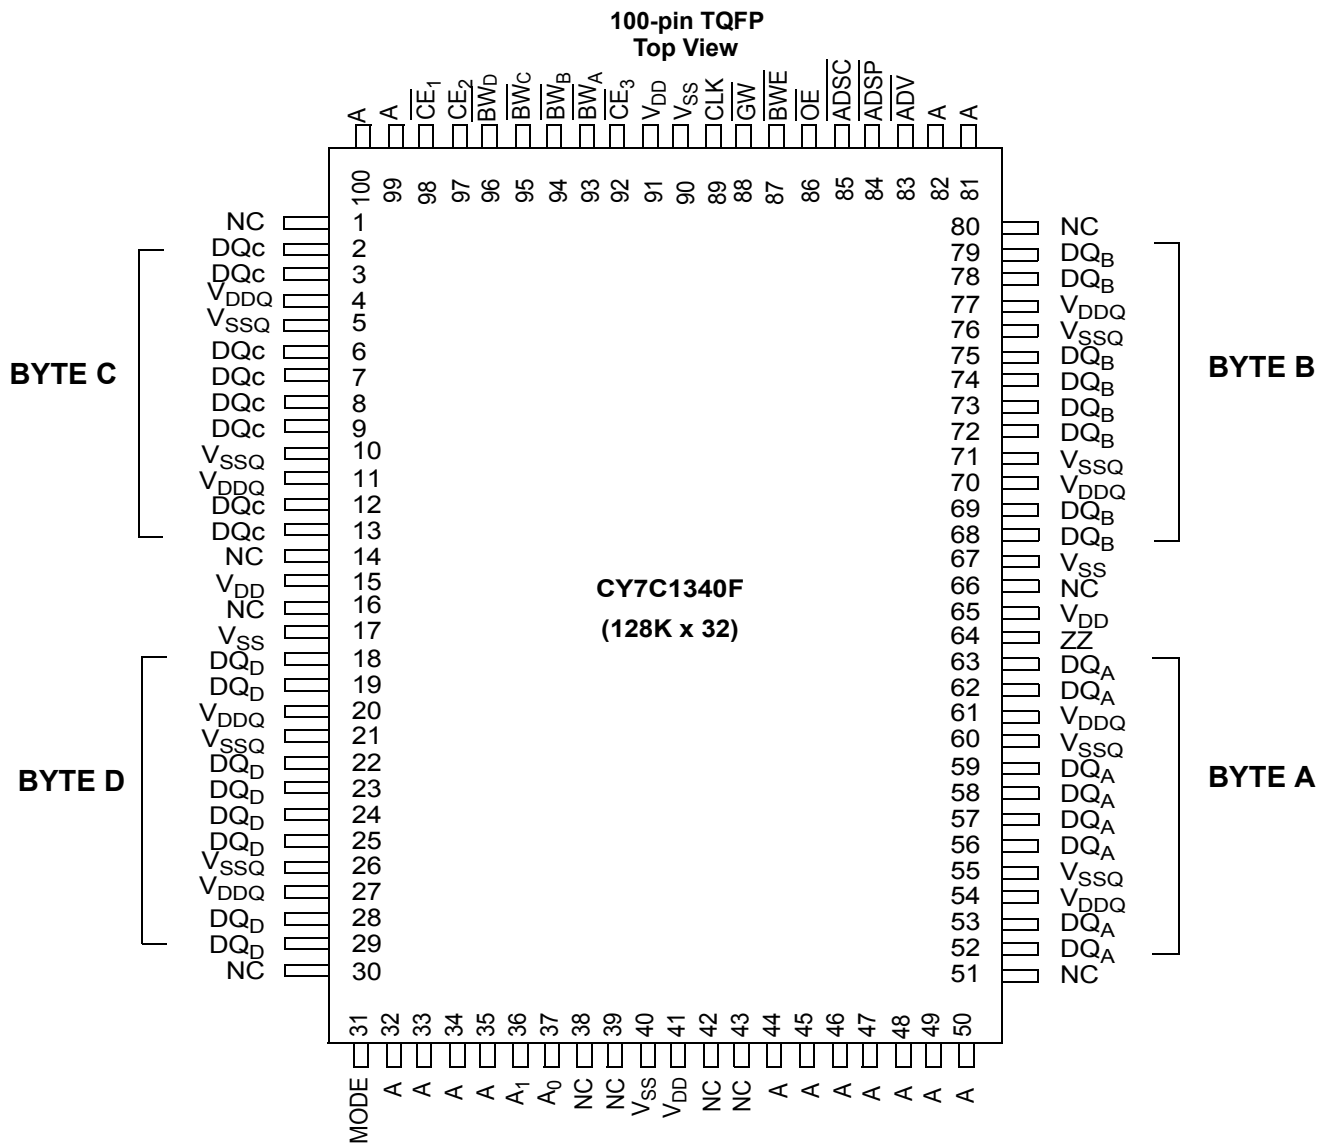 100-pin TQFP
Top View
A A CE1 CE2 BWD BWC BWB BWA CE3 VDD VSS CLK GW BWE OE ADSC ADSP ADV A A
100 99 98 97 96 95 94 93 92 91 90 89 88 87 86 85 84 83 82 81
NC 1
DQc 2
DQc 3
VDDQ 4
VSSQ 5
DQc 6
DQc 7
DQc 8
DQc 9
VSSQ 10
VDDQ 11
DQc 12
DQc 13
NC 14
VDD 15
NC 16
VSS 17
DQD 18
DQD 19
VDDQ 20
VSSQ 21
DQD 22
DQD 23
DQD 24
DQD 25
VSSQ 26
VDDQ 27
DQD 28
DQD 29
NC 30
BYTE C
BYTE D
CY7C1340F
(128K x 32)
80 NC
79 DQB
78 DQB
77 VDDQ
76 VSSQ
75 DQB
74 DQB
73 DQB
72 DQB
71 VSSQ
70 VDDQ
69 DQB
68 DQB
67 VSS
66 NC
65 VDD
64 ZZ
63 DQA
62 DQA
61 VDDQ
60 VSSQ
59 DQA
58 DQA
57 DQA
56 DQA
55 VSSQ
54 VDDQ
53 DQA
52 DQA
51 NC
BYTE B
BYTE A
31 32 33 34 35 36 37 38 39 40 41 42 43 44 45 46 47 48 49 50
MODE A A A A A1 A0 NC NC VSS VDD NC NC A A A A A A A